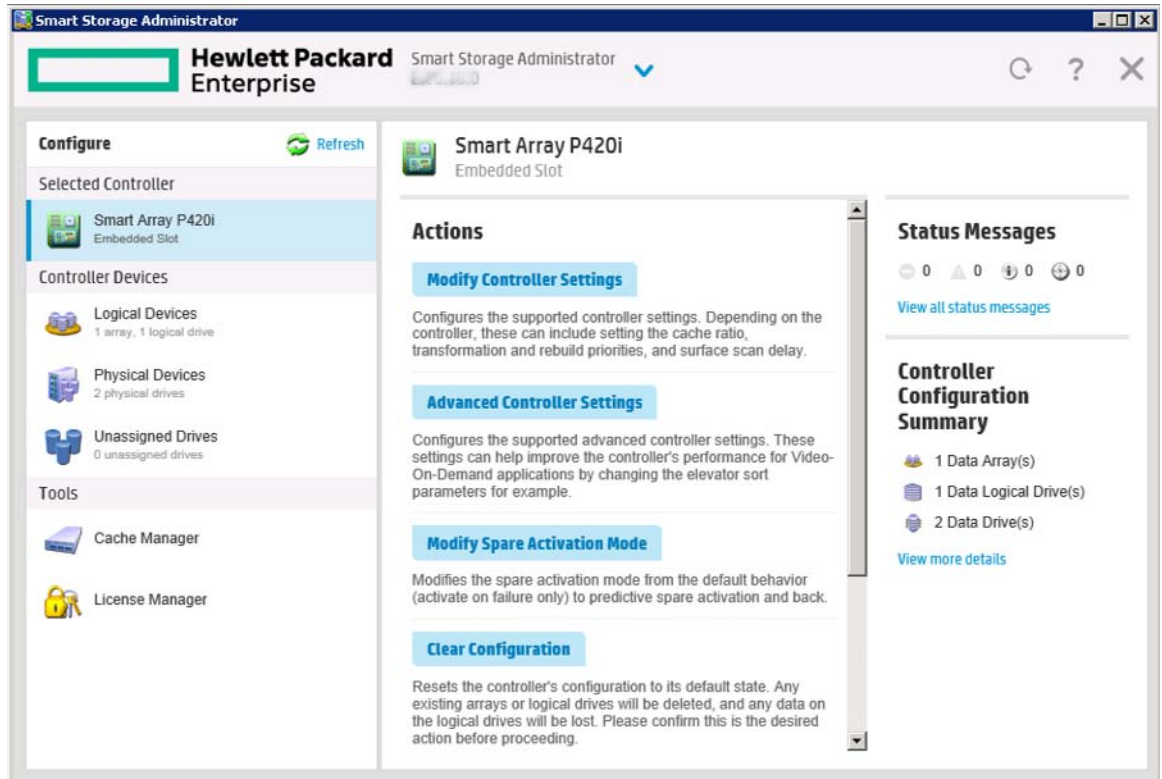 Smart Storage Administrator
Hewlett Packard
Enterprise
Smart Storage Administrator
?
Configure
Refresh
Selected Controller
Smart Array P420i
Embedded Slot
Controller Devices
Logical Devices
1 array, 1 logical drive
Physical Devices
2 physical drives
Unassigned Drives
0 unassigned drives
Tools
Cache Manager
License Manager
Smart Array P420i
Embedded Slot
Actions
Modify Controller Settings
Configures the supported controller settings. Depending on the
controller, these can include setting the cache ratio,
transformation and rebuild priorities, and surface scan delay.
Advanced Controller Settings
Configures the supported advanced controller settings. These
settings can help improve the controller's performance for Video-
On-Demand applications by changing the elevator sort
parameters for example.
Modify Spare Activation Mode
Modifies the spare activation mode from the default behavior
(activate on failure only) to predictive spare activation and back.
Clear Configuration
Resets the controller's configuration to its default state. Any
existing arrays or logical drives will be deleted, and any data on
the logical drives will be lost. Please confirm this is the desired
action before proceeding.
Status Messages
0 0 0 0
View all status messages
Controller
Configuration
Summary
1 Data Array(s)
1 Data Logical Drive(s)
2 Data Drive(s)
View more details